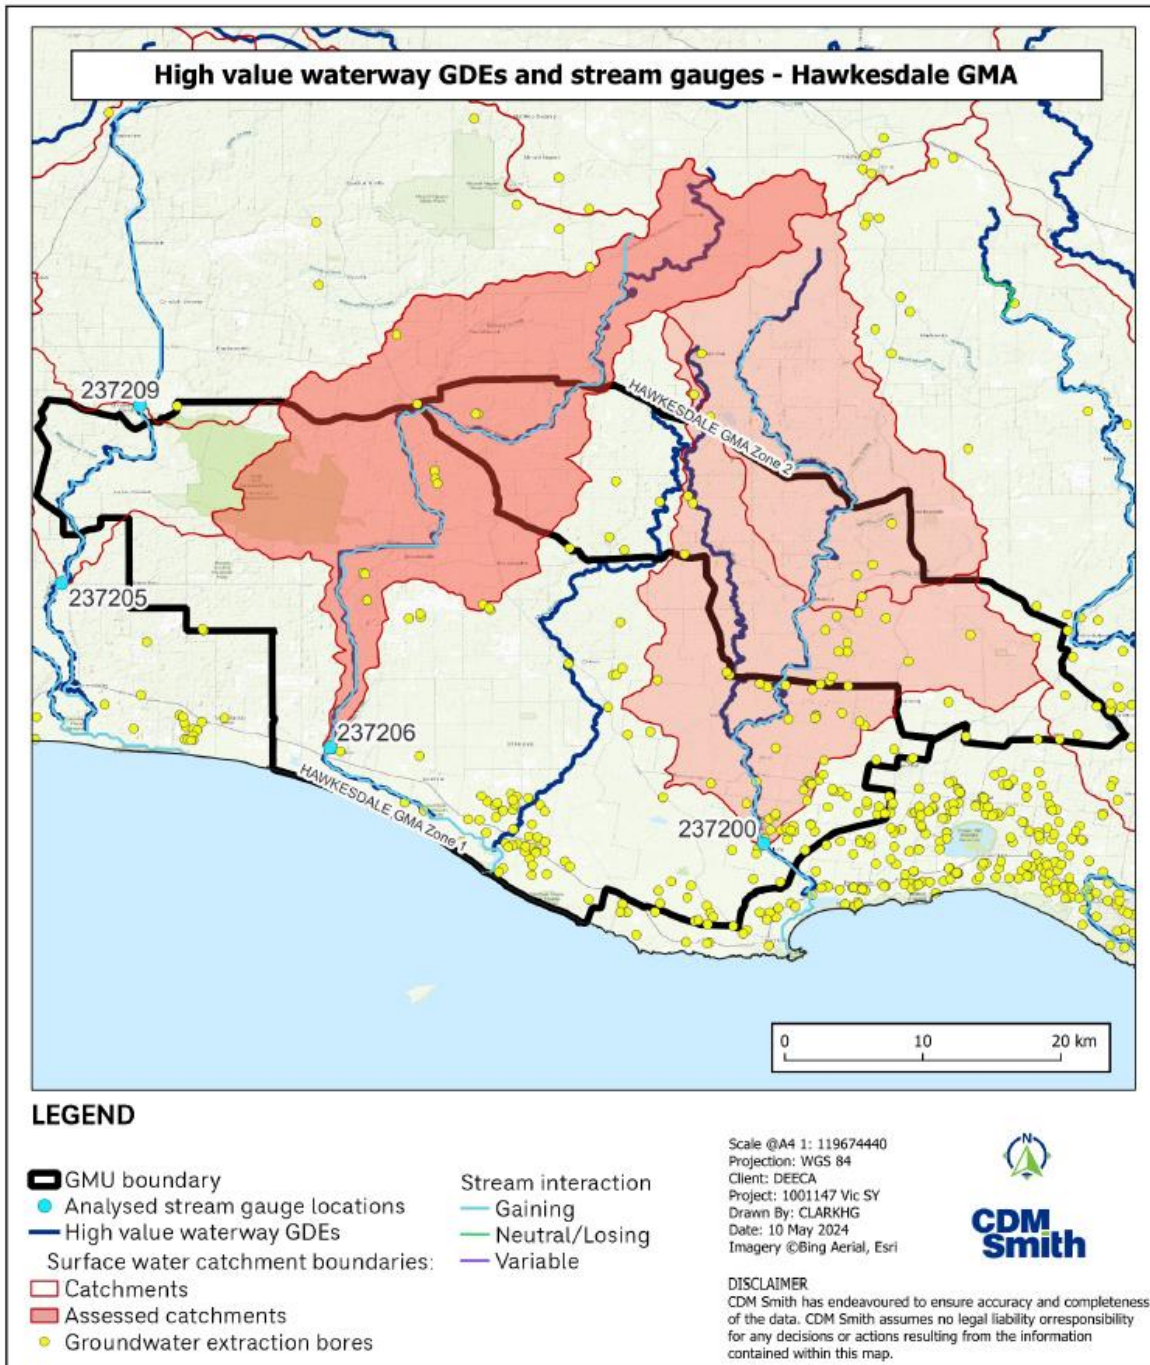 High value waterway GDEs and stream gauges - Hawkesdale GMA
237209
HAWKESDALE GMA Zone 2
237205
237206
HAWKESDALE GMA Zone 1
237200
0 10 20 km
LEGEND
GMU boundary
Analysed stream gauge locations
High value waterway GDEs
Surface water catchment boundaries:
Catchments
Assessed catchments
Groundwater extraction bores
Stream interaction
Gaining
Neutral/Losing
Variable
Scale @A4 1: 119674440
Projection: WGS 84
Client: DEECA
Project: 1001147 Vic SY
Drawn By: CLARKHG
Date: 10 May 2024
Imagery ©Bing Aerial, Esri
N
CDM
Smith
DISCLAIMER
CDM Smith has endeavoured to ensure accuracy and completeness
of the data. CDM Smith assumes no legal liability orresponsibility
for any decisions or actions resulting from the information
contained within this map.